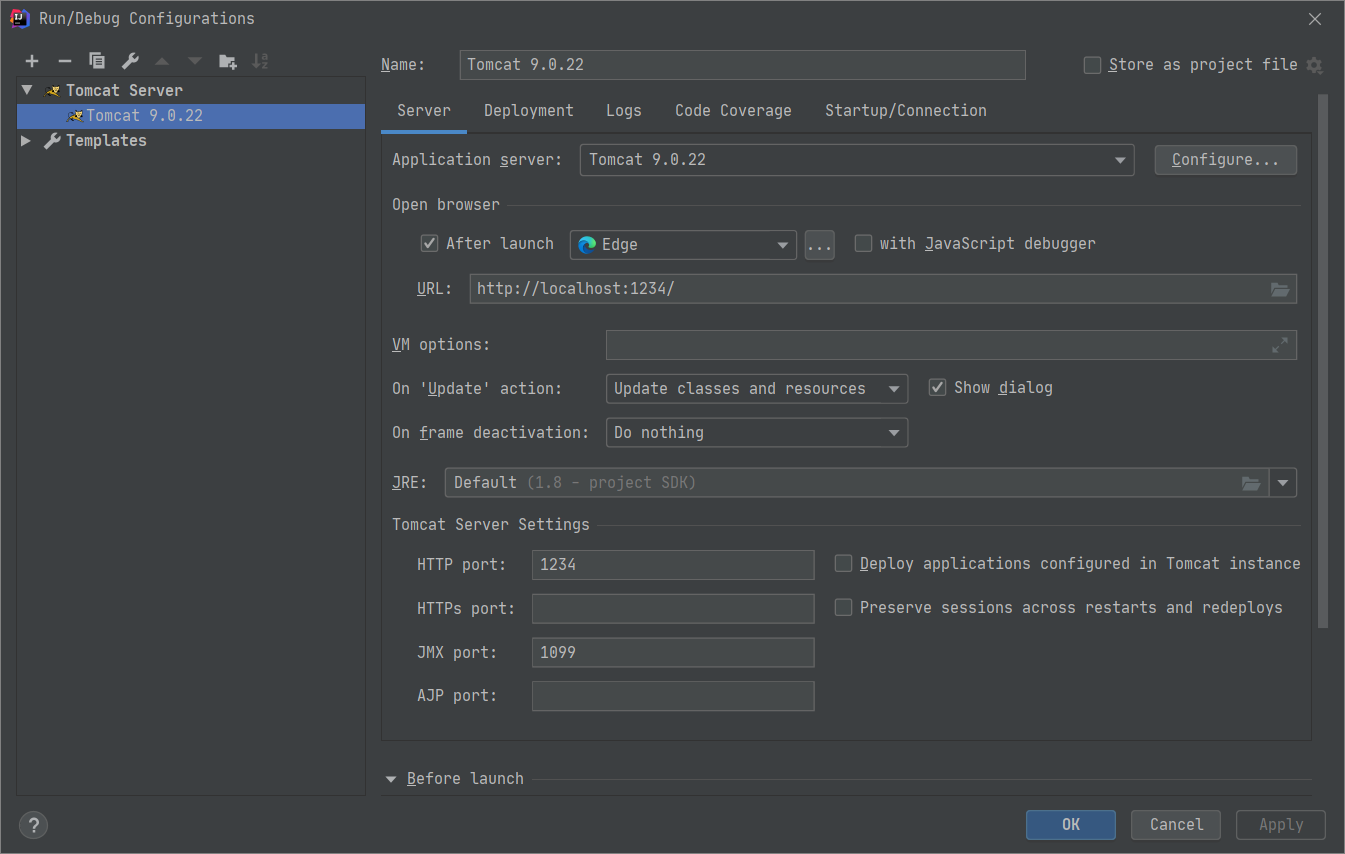 Run/Debug Configurations
Name: Tomcat 9.0.22 Store as project file
Tomcat Server
Tomcat 9.0.22
Templates
Server Deployment Logs Code Coverage Startup/Connection
Application server: Tomcat 9.0.22 Configure...
Open browser
After launch Edge ... with JavaScript debugger
URL: http://localhost:1234/
VM options:
On 'Update' action: Update classes and resources Show dialog
On frame deactivation: Do nothing
JRE: Default (1.8 - project SDK)
Tomcat Server Settings
HTTP port: 1234 Deploy applications configured in Tomcat instance
HTTPs port: Preserve sessions across restarts and redeploys
JMX port: 1099
AJP port:
Before launch
? OK Cancel Apply